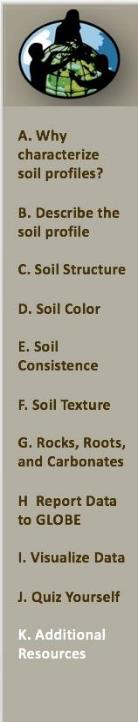 A. Why
characterize
soil profiles?
B. Describe the
soil profile
C. Soil Structure
D. Soil Color
E. Soil
Consistence
F. Soil Texture
G. Rocks, Roots,
and Carbonates
H Report Data
to GLOBE
I. Visualize Data
J. Quiz Yourself
K. Additional
Resources